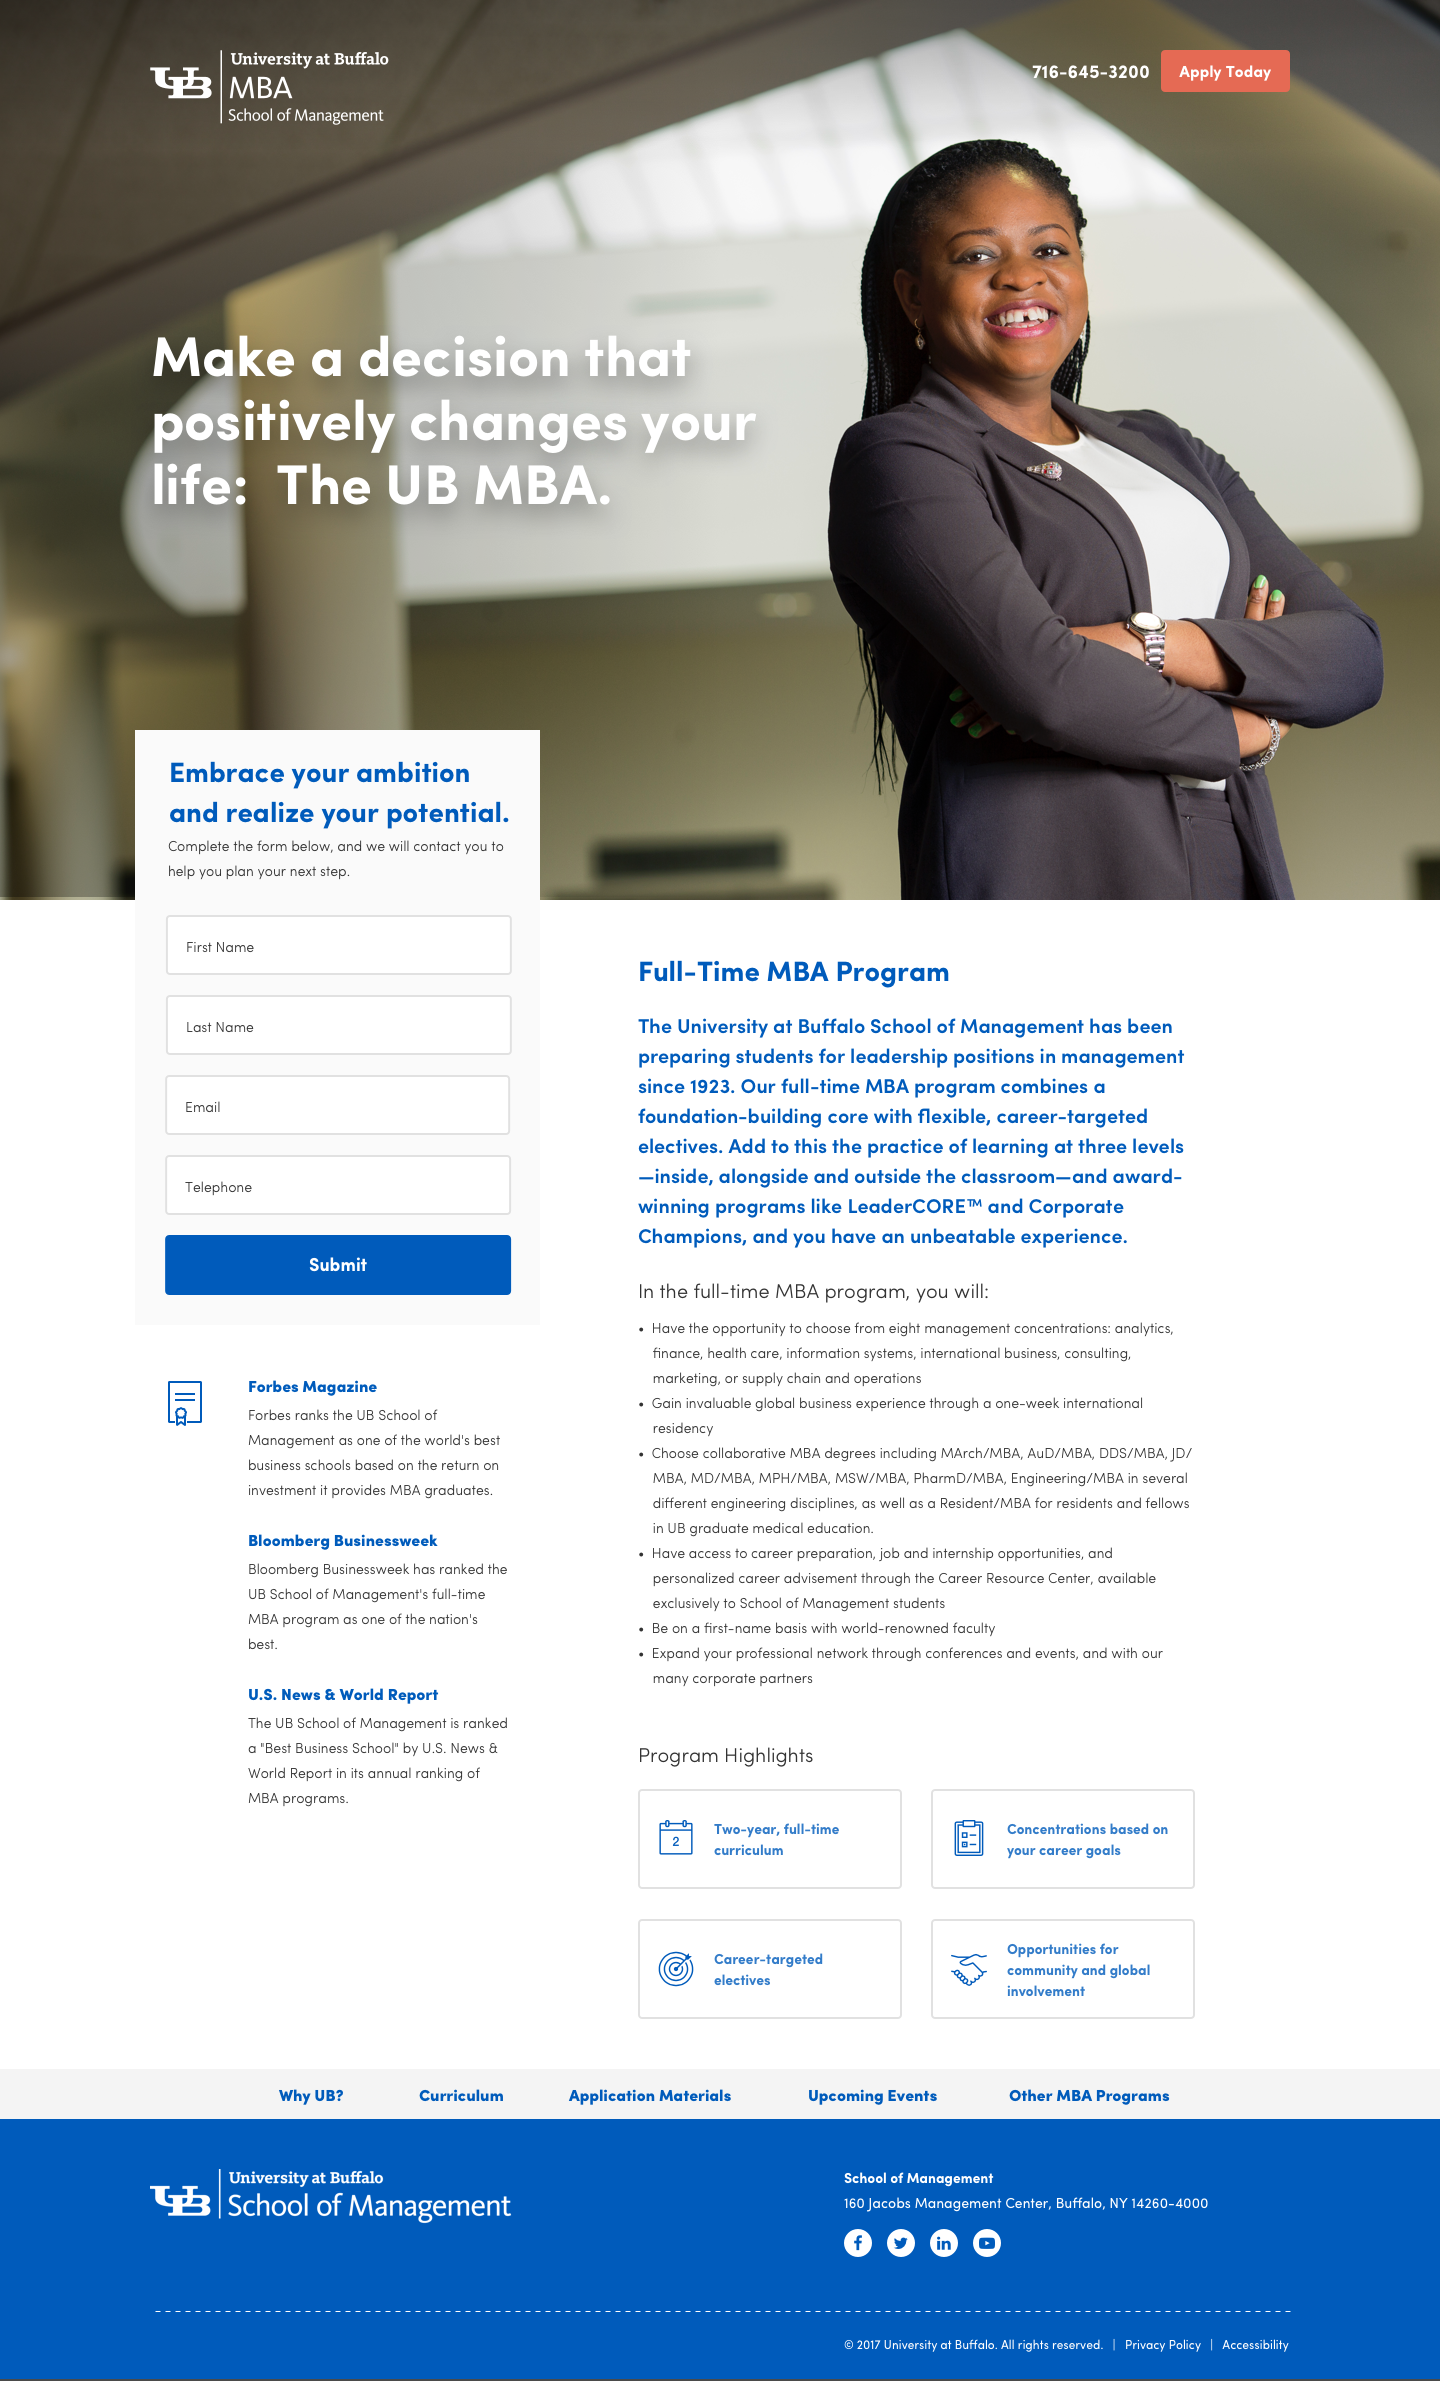 UB
University at Buffalo
MBA
School of Management
716-645-3200
Apply Today
Make a decision that
positively changes your
life:  The UB MBA.
Embrace your ambition
and realize your potential.
Complete the form below, and we will contact you to
help you plan your next step.
First Name
Last Name
Email
Telephone
Submit
Forbes Magazine
Forbes ranks the UB School of
Management as one of the world's best
business schools based on the return on
investment it provides MBA graduates.
Bloomberg Businessweek
Bloomberg Businessweek has ranked the
UB School of Management's full-time
MBA program as one of the nation's
best.
U.S. News & World Report
The UB School of Management is ranked
a "Best Business School" by U.S. News &
World Report in its annual ranking of
MBA programs.
Full-Time MBA Program
The University at Buffalo School of Management has been
preparing students for leadership positions in management
since 1923. Our full-time MBA program combines a
foundation-building core with flexible, career-targeted
electives. Add to this the practice of learning at three levels
—inside, alongside and outside the classroom—and award-
winning programs like LeaderCORE™ and Corporate
Champions, and you have an unbeatable experience.
In the full-time MBA program, you will:
• Have the opportunity to choose from eight management concentrations: analytics,
finance, health care, information systems, international business, consulting,
marketing, or supply chain and operations
• Gain invaluable global business experience through a one-week international
residency
• Choose collaborative MBA degrees including MArch/MBA, AuD/MBA, DDS/MBA, JD/
MBA, MD/MBA, MPH/MBA, MSW/MBA, PharmD/MBA, Engineering/MBA in several
different engineering disciplines, as well as a Resident/MBA for residents and fellows
in UB graduate medical education.
• Have access to career preparation, job and internship opportunities, and
personalized career advisement through the Career Resource Center, available
exclusively to School of Management students
• Be on a first-name basis with world-renowned faculty
• Expand your professional network through conferences and events, and with our
many corporate partners
Program Highlights
2
Two-year, full-time
curriculum
Concentrations based on
your career goals
Career-targeted
electives
Opportunities for
community and global
involvement
Why UB?
Curriculum
Application Materials
Upcoming Events
Other MBA Programs
UB
University at Buffalo
School of Management
School of Management
160 Jacobs Management Center, Buffalo, NY 14260-4000
© 2017 University at Buffalo. All rights reserved. | Privacy Policy | Accessibility